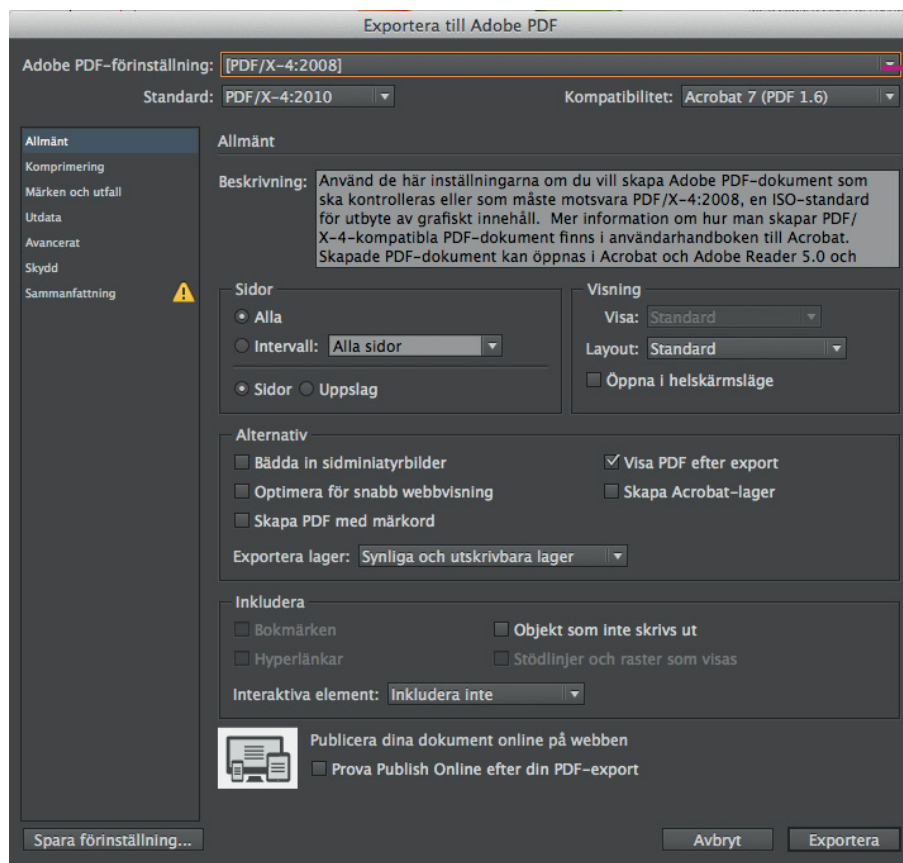 Exportera till Adobe PDF
Adobe PDF-förinställning: [PDF/X-4:2008]
Standard: PDF/X-4:2010 Kompatibilitet: Acrobat 7 (PDF 1.6)
Allmänt
Komprimering
Märken och utfall
Utdata
Avancerat
Skydd
Sammanfattning
Allmänt
Beskrivning: Använd de här inställningarna om du vill skapa Adobe PDF-dokument som
ska kontrolleras eller som måste motsvara PDF/X-4:2008, en ISO-standard
för utbyte av grafiskt innehåll. Mer information om hur man skapar PDF/
X-4-kompatibla PDF-dokument finns i användarhandboken till Acrobat.
Skapade PDF-dokument kan öppnas i Acrobat och Adobe Reader 5.0 och
Sidor
Alla
Intervall: Alla sidor
Sidor Uppslag
Visning
Visa: Standard
Layout: Standard
Öppna i helskärmsläge
Alternativ
Bädda in sidminiatyrbilder
Visa PDF efter export
Optimera för snabb webbvisning
Skapa Acrobat-lager
Skapa PDF med märkord
Exportera lager: Synliga och utskrivbara lager
Inkludera
Bokmärken
Objekt som inte skrivs ut
Hyperlänkar
Stödlinjer och raster som visas
Interaktiva element: Inkludera inte
Publicera dina dokument online på webben
Prova Publish Online efter din PDF-export
Spara förinställning...
Avbryt
Exportera